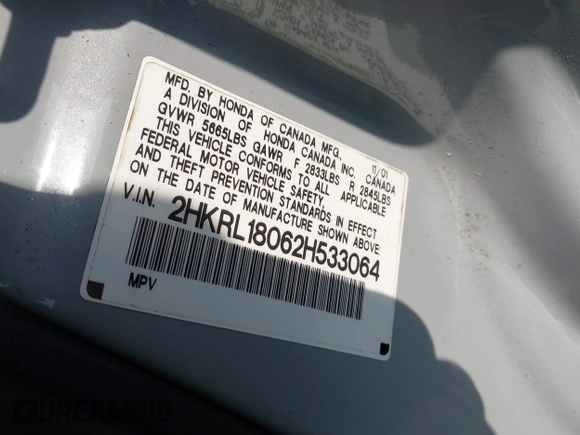 MFD. BY HONDA OF CANADA MFG.
A DIVISION OF HONDA CANADA INC. CANADA 11/01
GVWR 5665LBS GAWR F 2833LBS R 2849LBS
THIS VEHICLE CONFORMS TO ALL APPLICABLE
FEDERAL MOTOR VEHICLE SAFETY,
AND THEFT PREVENTION STANDARDS IN EFFECT
ON THE DATE OF MANUFACTURE SHOWN ABOVE.
V.I.N. 2HKRL18062H533064
MPV
DREAMBID